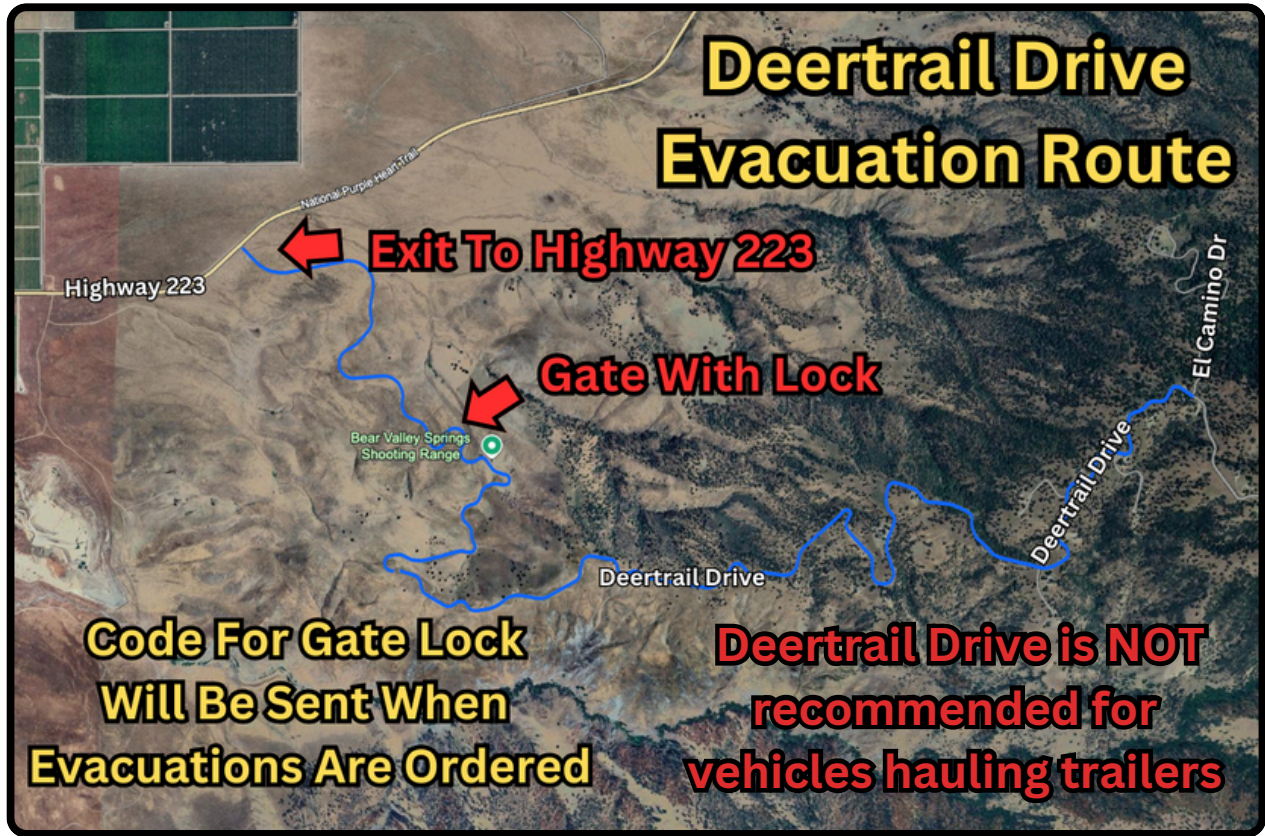 Deertrail Drive
Evacuation Route
National Purple Heart Trail
Exit To Highway 223
Highway 223
El Camino Dr
Gate With Lock
Bear Valley Springs
Shooting Range
Deertrail Drive
Deertrail Drive
Code For Gate Lock
Will Be Sent When
Evacuations Are Ordered
Deertrail Drive is NOT
recommended for
vehicles hauling trailers